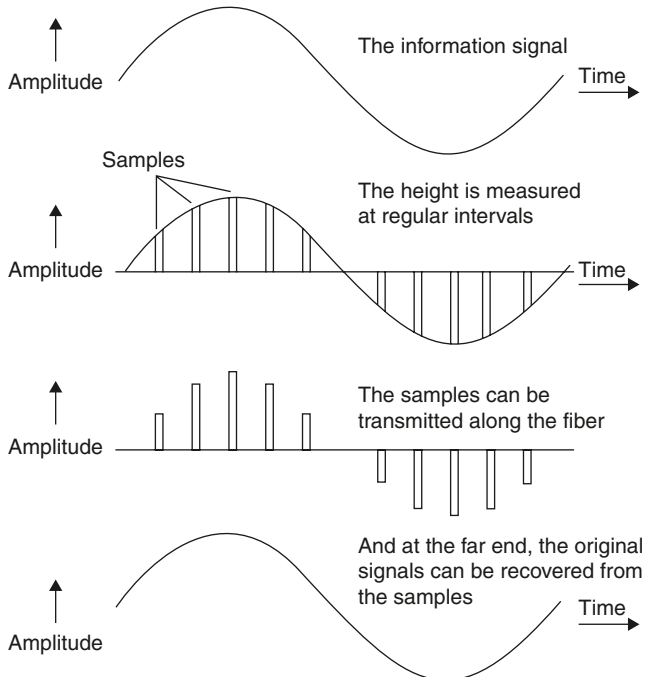 The information signal
Amplitude
Time
Samples
The height is measured
at regular intervals
Amplitude
Time
The samples can be
transmitted along the fiber
Amplitude
And at the far end, the original
signals can be recovered from
the samples
Time
Amplitude